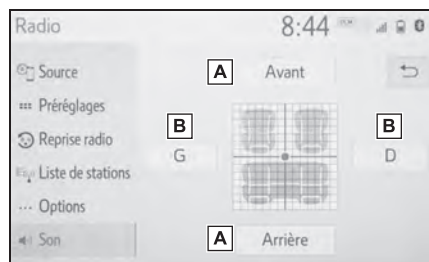 Radio
8:44
Source
A Avant
Préréglages
B B
Reprise radio
G D
Liste de stations
Options
Son
A Arrière